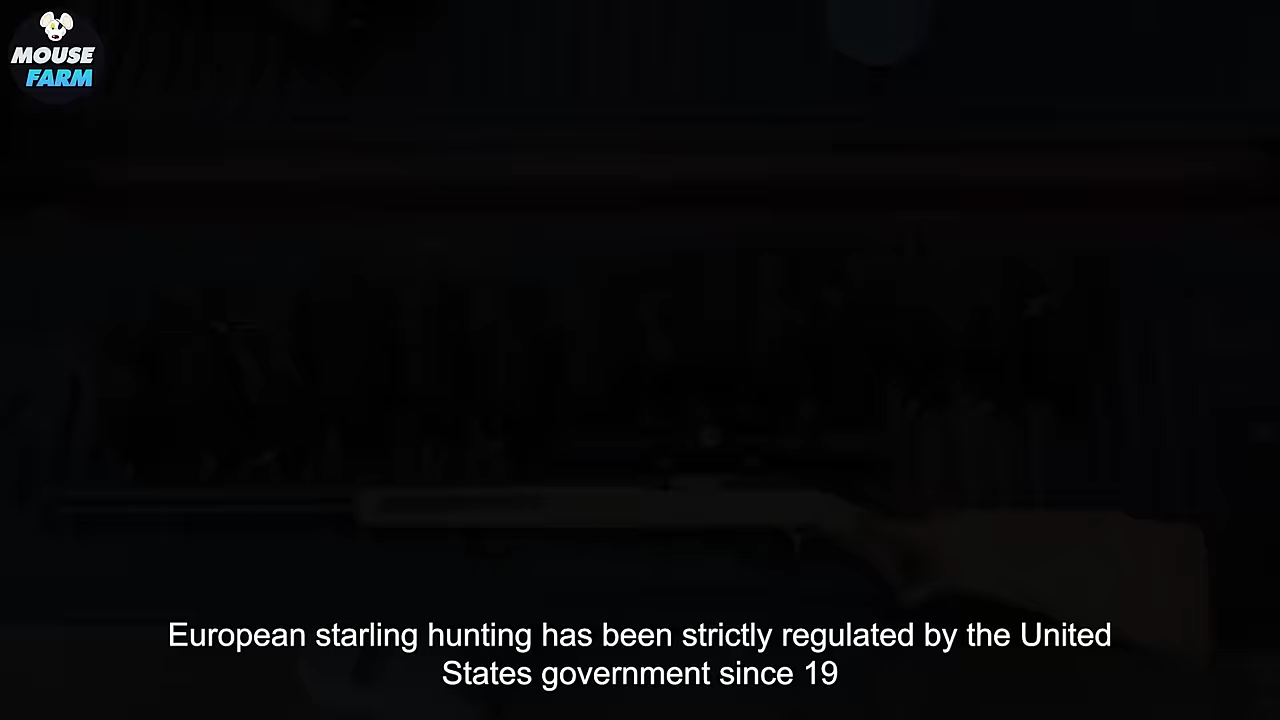 MOUSE
FARM
European starling hunting has been strictly regulated by the United
States government since 19